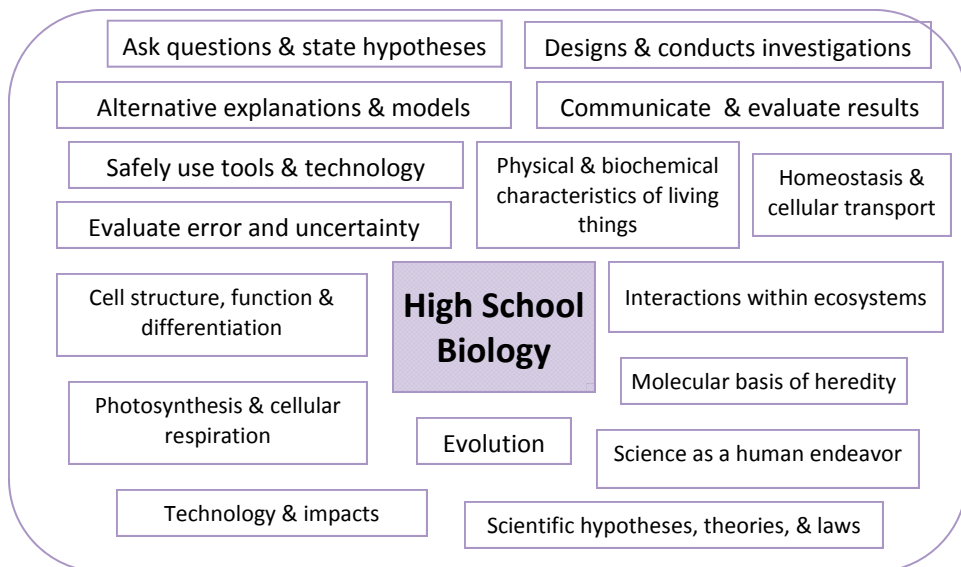 Ask questions & state hypotheses
Designs & conducts investigations
Alternative explanations & models
Communicate & evaluate results
Safely use tools & technology
Physical & biochemical
characteristics of living
things
Homeostasis &
cellular transport
Evaluate error and uncertainty
Cell structure, function &
differentiation
High School
Biology
Interactions within ecosystems
Molecular basis of heredity
Photosynthesis & cellular
respiration
Evolution
Science as a human endeavor
Technology & impacts
Scientific hypotheses, theories, & laws